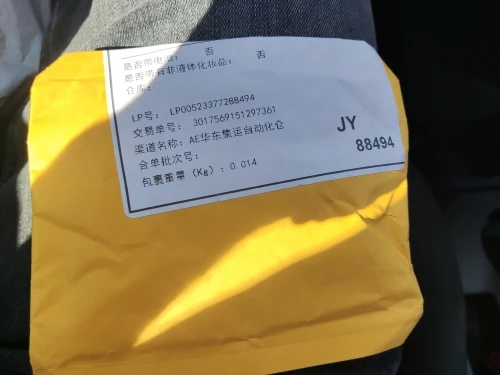 是否带电池： 否
是否带有非液体化妆品： 否
仓库：
LP号： LP00523377288494
交易单号： 3017569151297361
渠道名称： AE华东集运自动化仓
合单批次号：
包裹重量（Kg）： 0.014
JY
88494